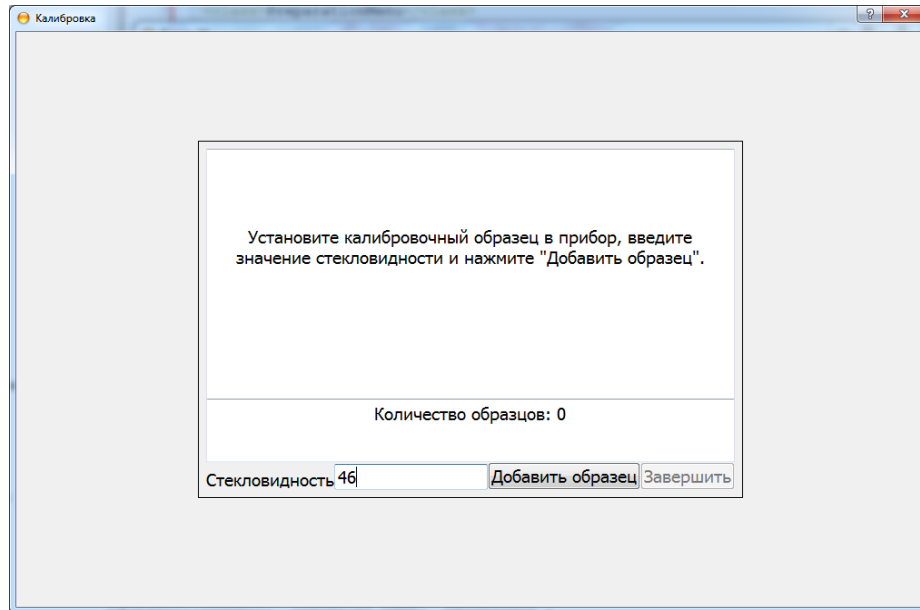 Калибровка
Установите калибровочный образец в прибор, введите
значение стекловидности и нажмите "Добавить образец".
Количество образцов: 0
Стекловидность 46 Добавить образец Завершить